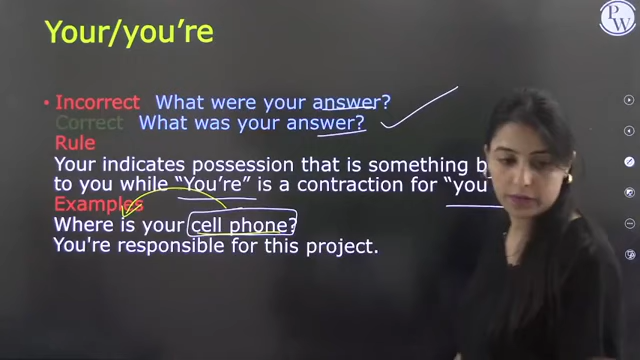 Your/you're
PW
• Incorrect What were your answer?
Correct What was your answer?
Rule
Your indicates possession that is something
to you while “You're” is a contraction for “you
Examples
Where is your cell phone?
You're responsible for this project.